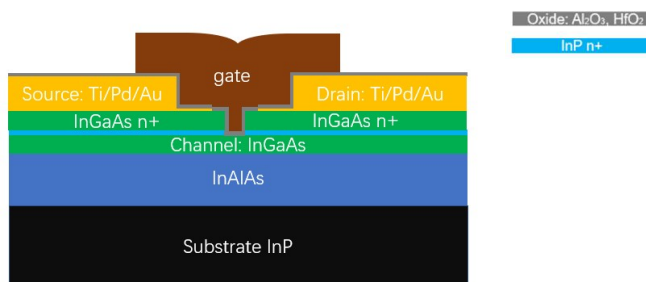 Oxide: Al₂O₃, HfO₂
InP n+
gate
Source: Ti/Pd/Au
Drain: Ti/Pd/Au
InGaAs n+
InGaAs n+
Channel: InGaAs
InAlAs
Substrate InP